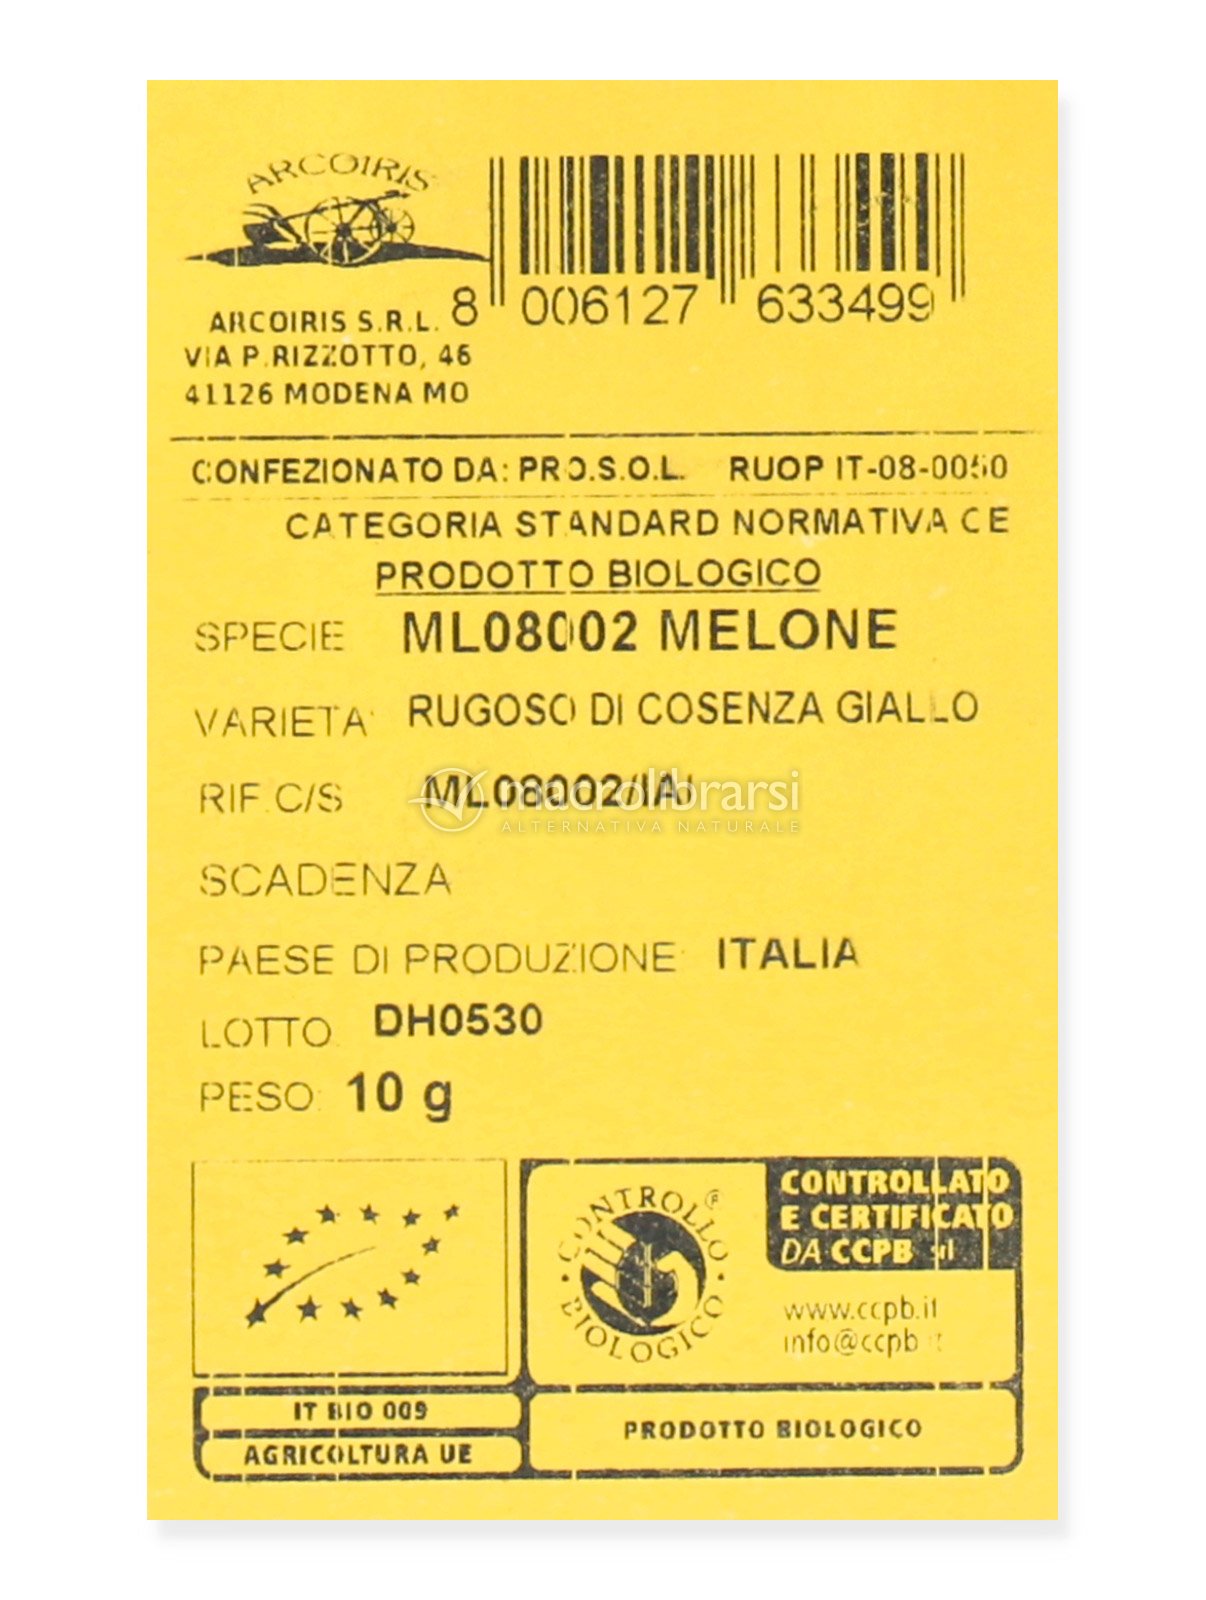 ARCOIRIS
8 006127 633499
ARCOIRIS S.R.L.
VIA P.RIZZOTTO, 46
41126 MODENA MO
CONFEZIONATO DA: PRO.S.O.L. RUOP IT-08-0050
CATEGORIA STANDARD NORMATIVA CE
PRODOTTO BIOLOGICO
SPECIE ML08002 MELONE
VARIETA' RUGOSO DI COSENZA GIALLO
RIF.C/S ML08002/IA
macrolibrarsi
ALTERNATIVA NATURALE
SCADENZA
PAESE DI PRODUZIONE: ITALIA
LOTTO: DH0530
PESO: 10 g
CONTROLLO ®
BIOLOGICO
CONTROLLATO
E CERTIFICATO
DA CCPB srl
www.ccpb.it
info@ccpb.it
IT BIO 009
AGRICOLTURA UE
PRODOTTO BIOLOGICO